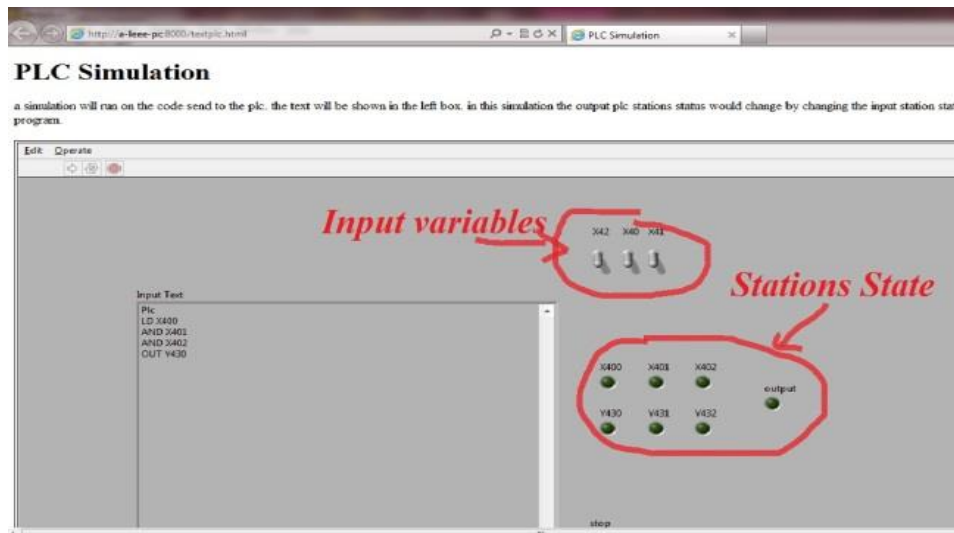 http://a-leee-pc:8000/testplc.html
PLC Simulation
PLC Simulation
a simulation will run on the code send to the plc. the text will be shown in the left box. in this simulation the output plc stations status would change by changing the input station stat
program.
Edit Operate
Input variables
X42 X40 X41
Stations State
Input Text
Plc
LD X400
AND X401
AND X402
OUT Y430
X400 X401 X402
output
Y430 Y431 Y432
stop